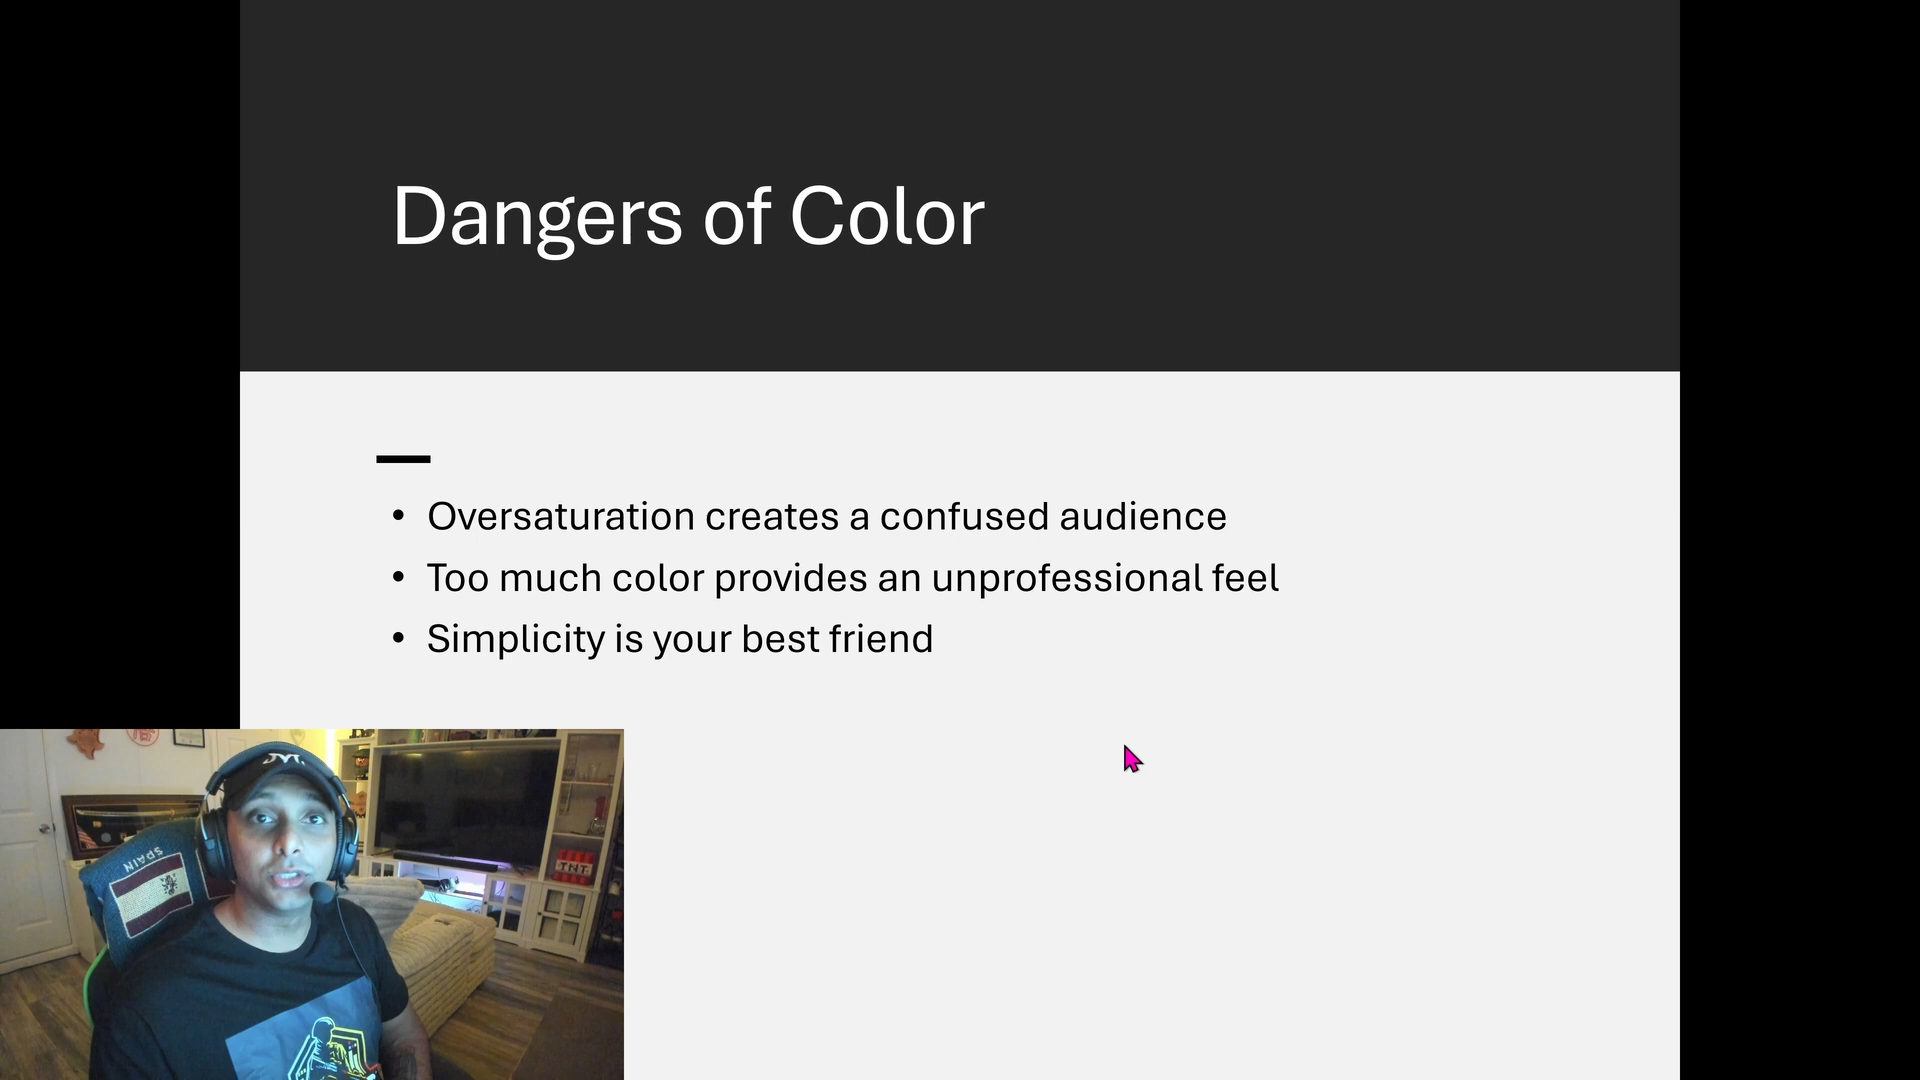 Dangers of Color
• Oversaturation creates a confused audience
• Too much color provides an unprofessional feel
• Simplicity is your best friend
SPAIN
TNT